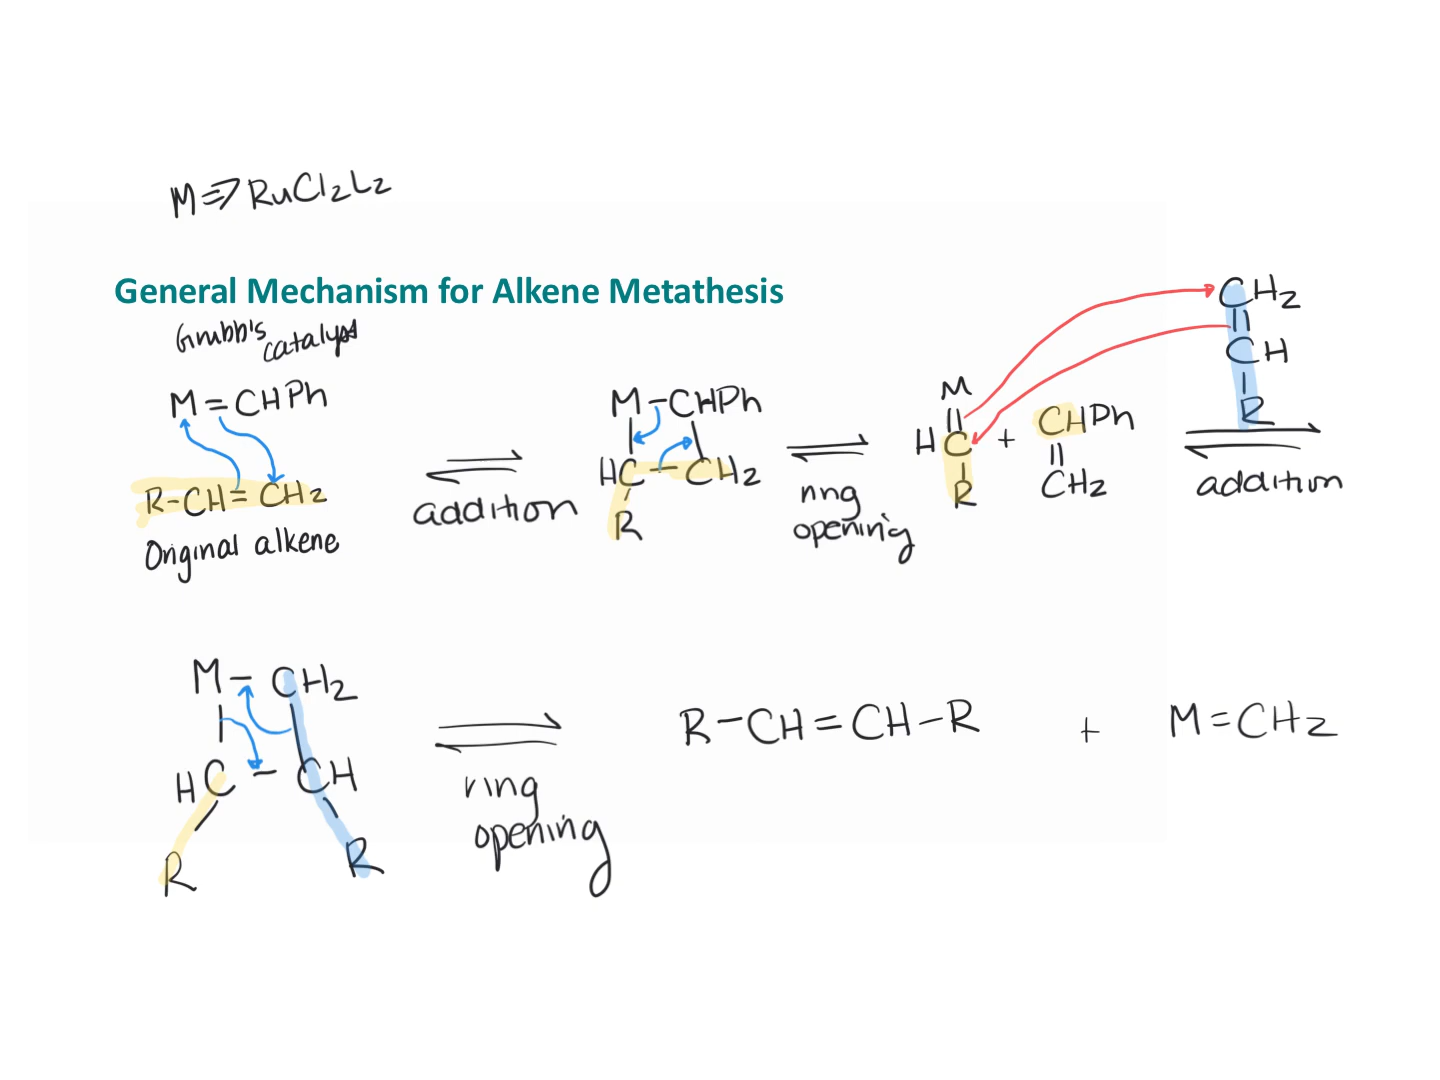 M ⇒ RuCl₂L₂
General Mechanism for Alkene Metathesis
Grubb's catalyst
M = CHPh
R-CH = CH₂
Original alkene
⇌
addition
M - CHPh
HC - CH₂
R
⇌
ring
opening
M
||
HC
|
R
+
CHPh
||
CH₂
CH₂
||
CH
|
R
⇌
addition
M - CH₂
|
HC - CH
R R
⇌
ring
opening
R-CH=CH-R + M=CH₂